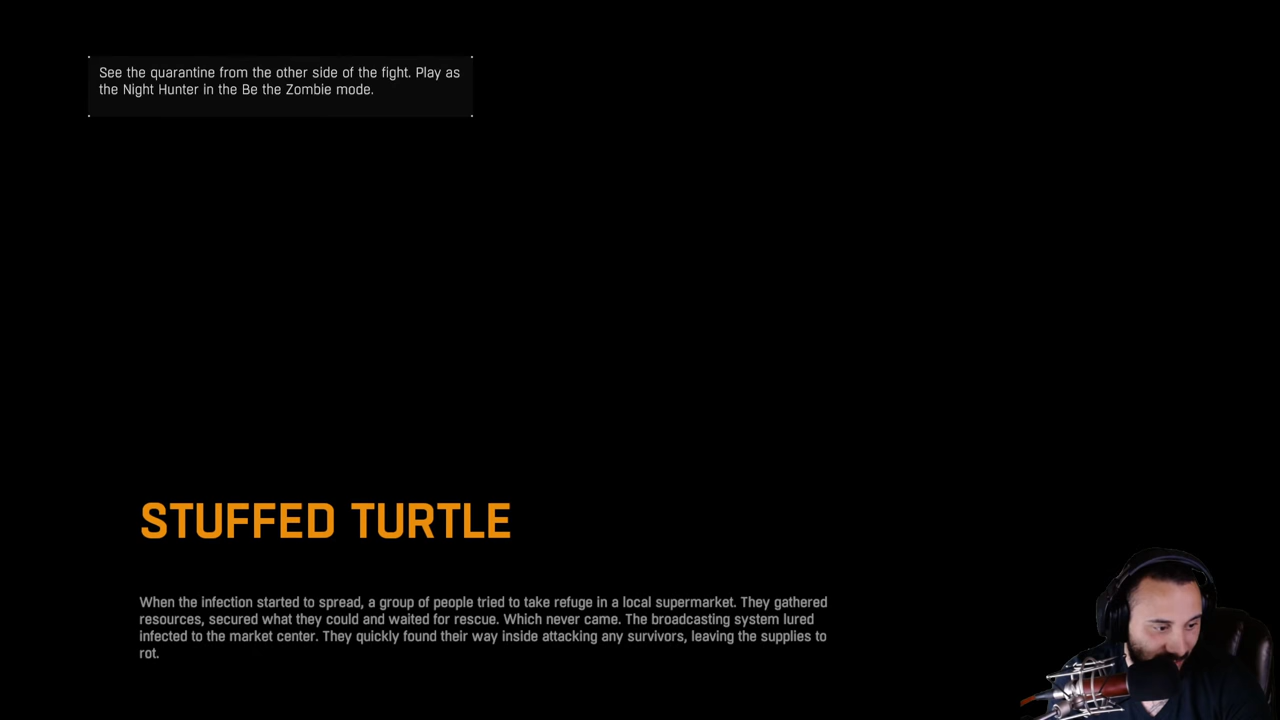 See the quarantine from the other side of the fight. Play as
the Night Hunter in the Be the Zombie mode.
STUFFED TURTLE
When the infection started to spread, a group of people tried to take refuge in a local supermarket. They gathered
resources, secured what they could and waited for rescue. Which never came. The broadcasting system lured
infected to the market center. They quickly found their way inside attacking any survivors, leaving the supplies to
rot.